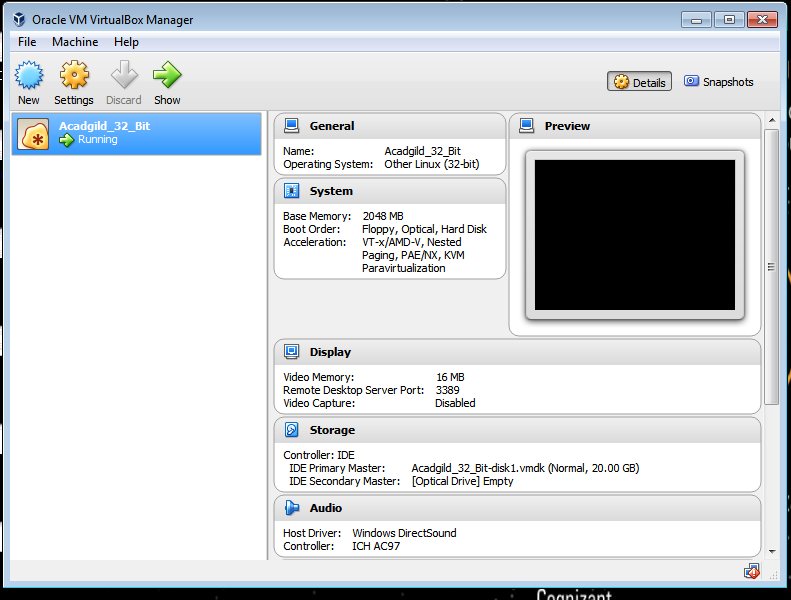 Oracle VM VirtualBox Manager
File Machine Help
New Settings Discard Show
Details Snapshots
Acadgild_32_Bit
Running
General
Name: Acadgild_32_Bit
Operating System: Other Linux (32-bit)
System
Base Memory: 2048 MB
Boot Order: Floppy, Optical, Hard Disk
Acceleration: VT-x/AMD-V, Nested
Paging, PAE/NX, KVM
Paravirtualization
Preview
Display
Video Memory: 16 MB
Remote Desktop Server Port: 3389
Video Capture: Disabled
Storage
Controller: IDE
IDE Primary Master: Acadgild_32_Bit-disk1.vmdk (Normal, 20.00 GB)
IDE Secondary Master: [Optical Drive] Empty
Audio
Host Driver: Windows DirectSound
Controller: ICH AC97
Cognizant